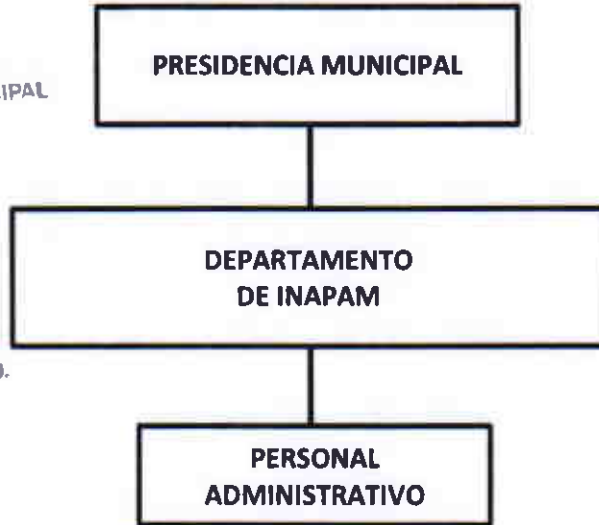 PRESIDENCIA MUNICIPAL
DEPARTAMENTO
DE INAPAM
PERSONAL
ADMINISTRATIVO